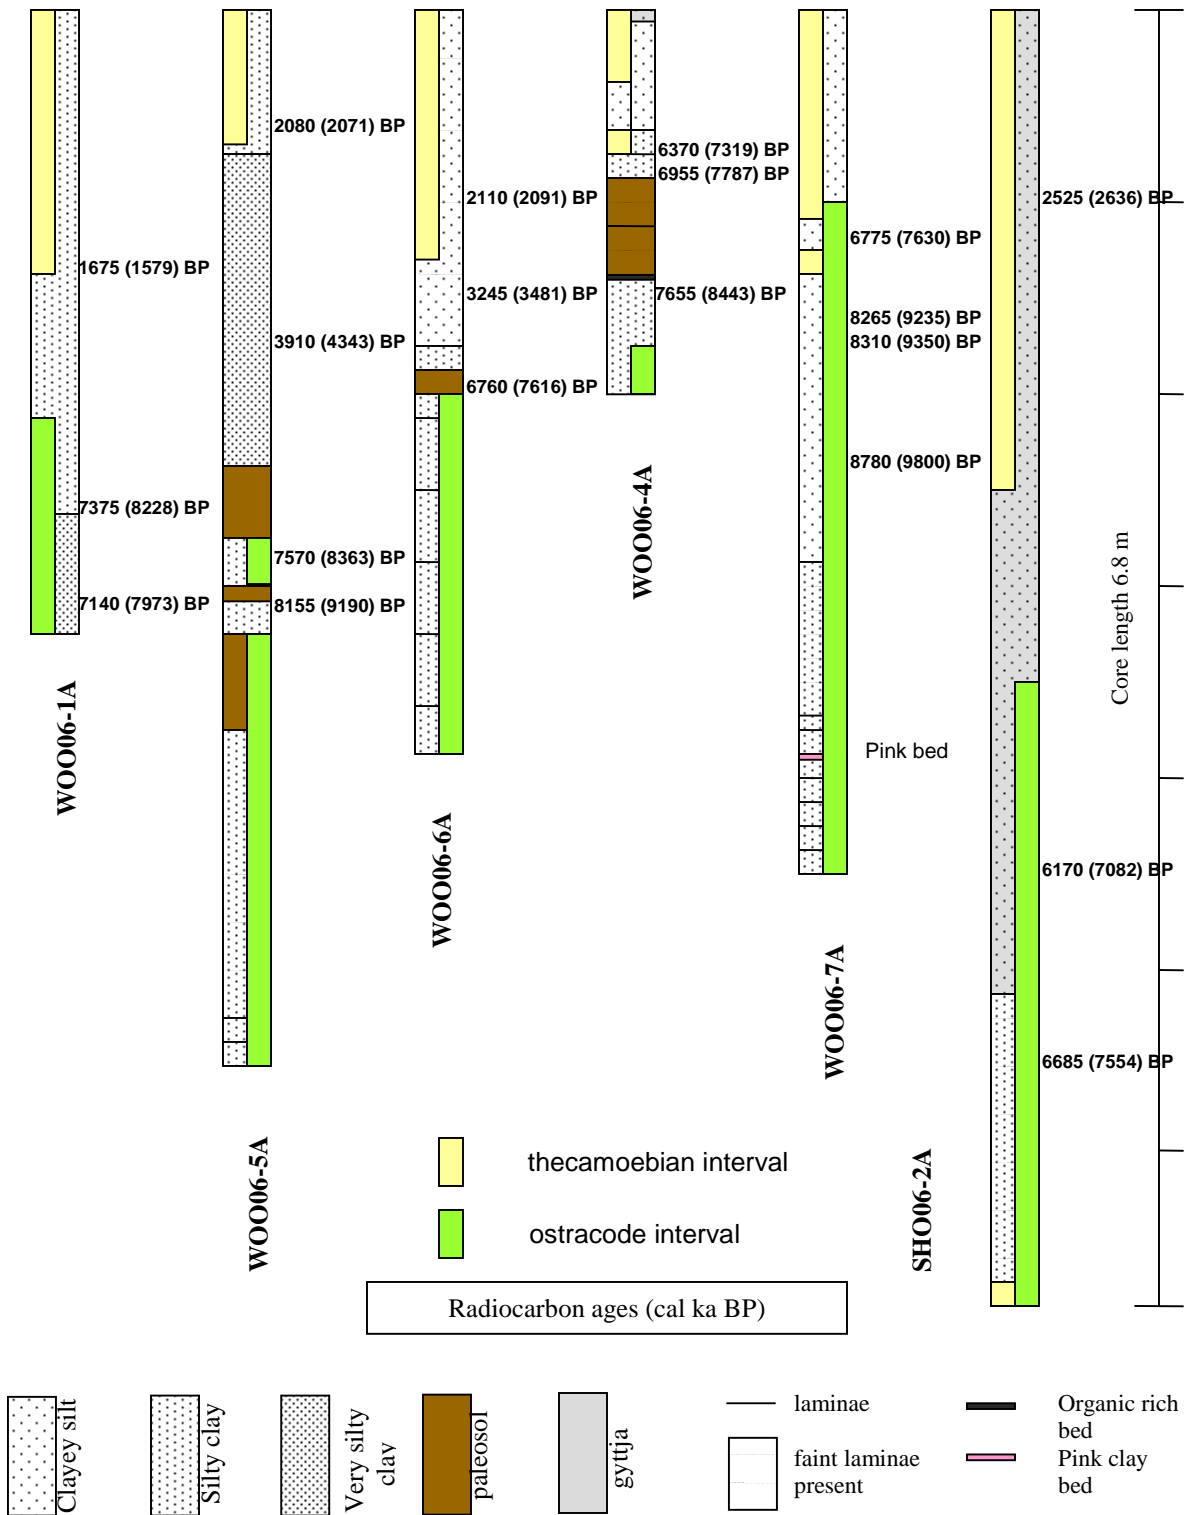 1675 (1579) BP
7375 (8228) BP
7140 (7973) BP
WOO06-1A
2080 (2071) BP
3910 (4343) BP
7570 (8363) BP
8155 (9190) BP
WOO06-5A
2110 (2091) BP
3245 (3481) BP
6760 (7616) BP
WOO06-6A
6370 (7319) BP
6955 (7787) BP
7655 (8443) BP
WOO06-4A
6775 (7630) BP
8265 (9235) BP
8310 (9350) BP
8780 (9800) BP
Pink bed
WOO06-7A
2525 (2636) BP
6170 (7082) BP
6685 (7554) BP
SHO06-2A
Core length 6.8 m
thecamoebian interval
ostracode interval
Radiocarbon ages (cal ka BP)
Clayey silt
Silty clay
Very silty
clay
paleosol
gyttja
laminae
faint laminae
present
Organic rich
bed
Pink clay
bed